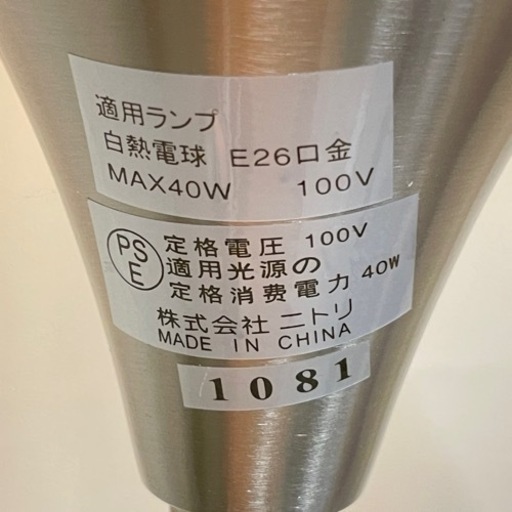 適用ランプ
白熱電球 E26口金
MAX40W 100V
PSE
定格電圧 100V
適用光源の
定格消費電力 40W
株式会社 ニトリ
MADE IN CHINA
1081